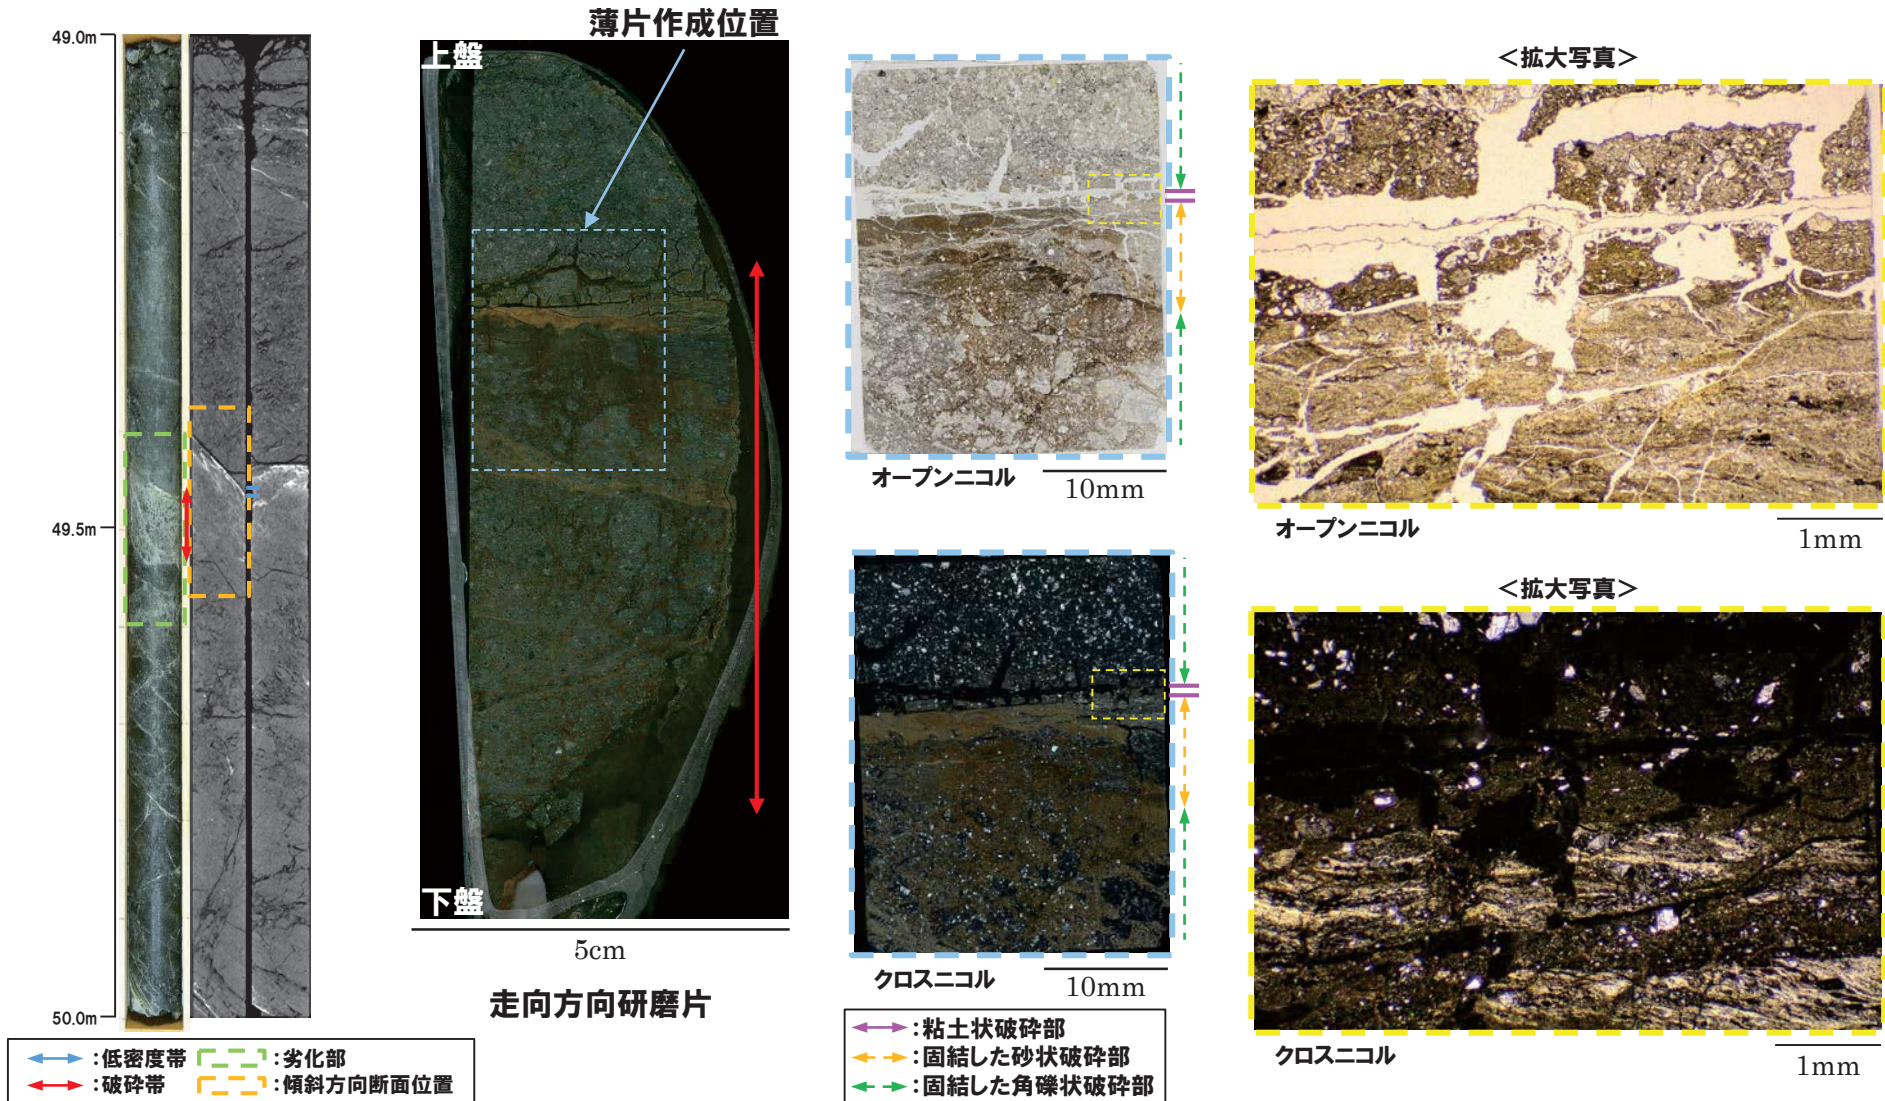 薄片作成位置
49.0m
上盤
＜拡大写真＞
オープンニコル
10mm
オープンニコル
1mm
49.5m
＜拡大写真＞
下盤
5cm
走向方向研磨片
クロスニコル
10mm
50.0m
クロスニコル
1mm
：低密度帯
：劣化部
：破砕帯
：傾斜方向断面位置
：粘土状破砕部
：固結した砂状破砕部
：固結した角礫状破砕部